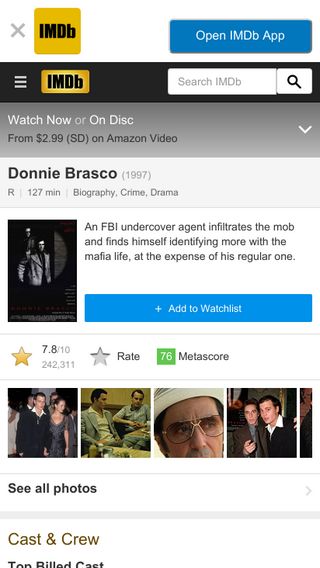 IMDb
Open IMDb App
IMDb
Search IMDb
Watch Now or On Disc
From $2.99 (SD) on Amazon Video
Donnie Brasco (1997)
R | 127 min | Biography, Crime, Drama
An FBI undercover agent infiltrates the mob
and finds himself identifying more with the
mafia life, at the expense of his regular one.
DONNIE BRASCO
+ Add to Watchlist
7.8/10
242,311
Rate
76 Metascore
See all photos
Cast & Crew
Top Billed Cast